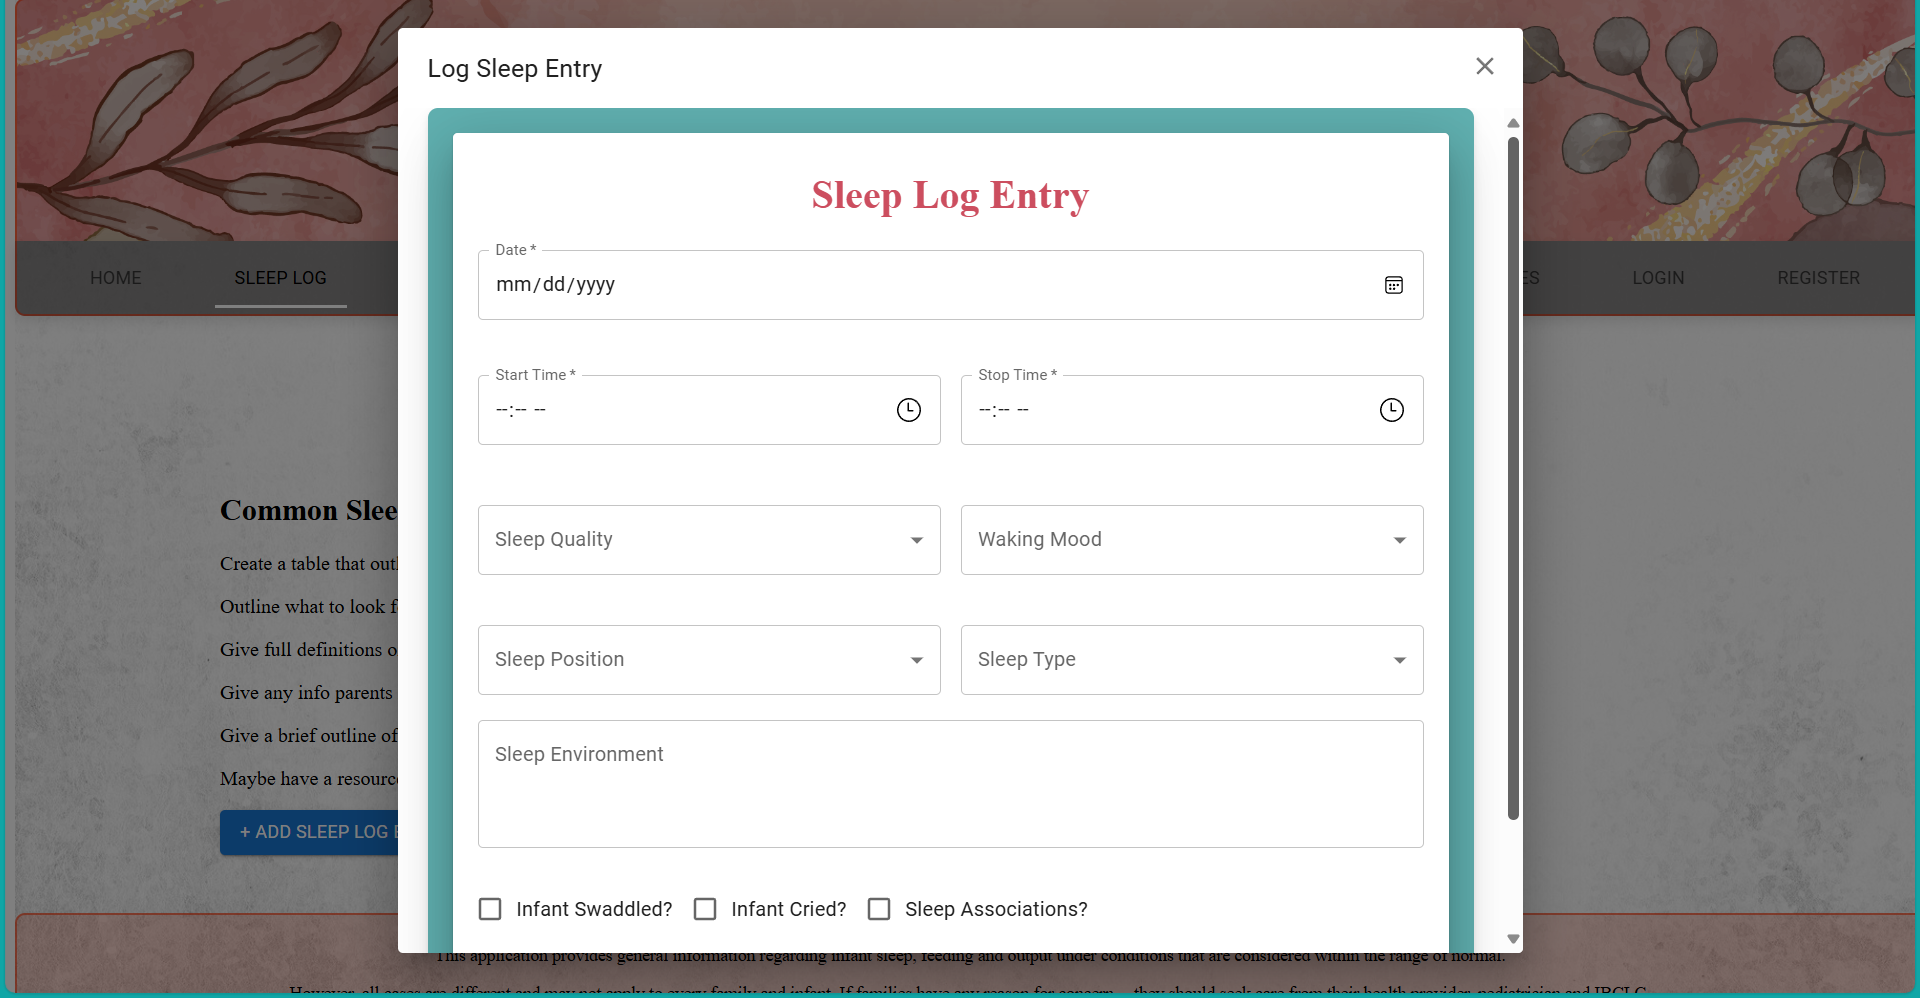 Log Sleep Entry
Sleep Log Entry
Date *
mm/dd/yyyy
Start Time *
--:-- --
Stop Time *
--:-- --
Sleep Quality
Waking Mood
Sleep Position
Sleep Type
Sleep Environment
Infant Swaddled?
Infant Cried?
Sleep Associations?
HOME
SLEEP LOG
ES
LOGIN
REGISTER
Common Slee
Create a table that outl
Outline what to look f
Give full definitions o
Give any info parents
Give a brief outline of
Maybe have a resourc
+ ADD SLEEP LOG E
This application provides general information regarding infant sleep, feeding and output under conditions that are considered within the range of normal.
However, all cases are different and may not apply to every family and infant. If families have any reason for concern
they should seek care from their health provider, pediatrician and IBCLC